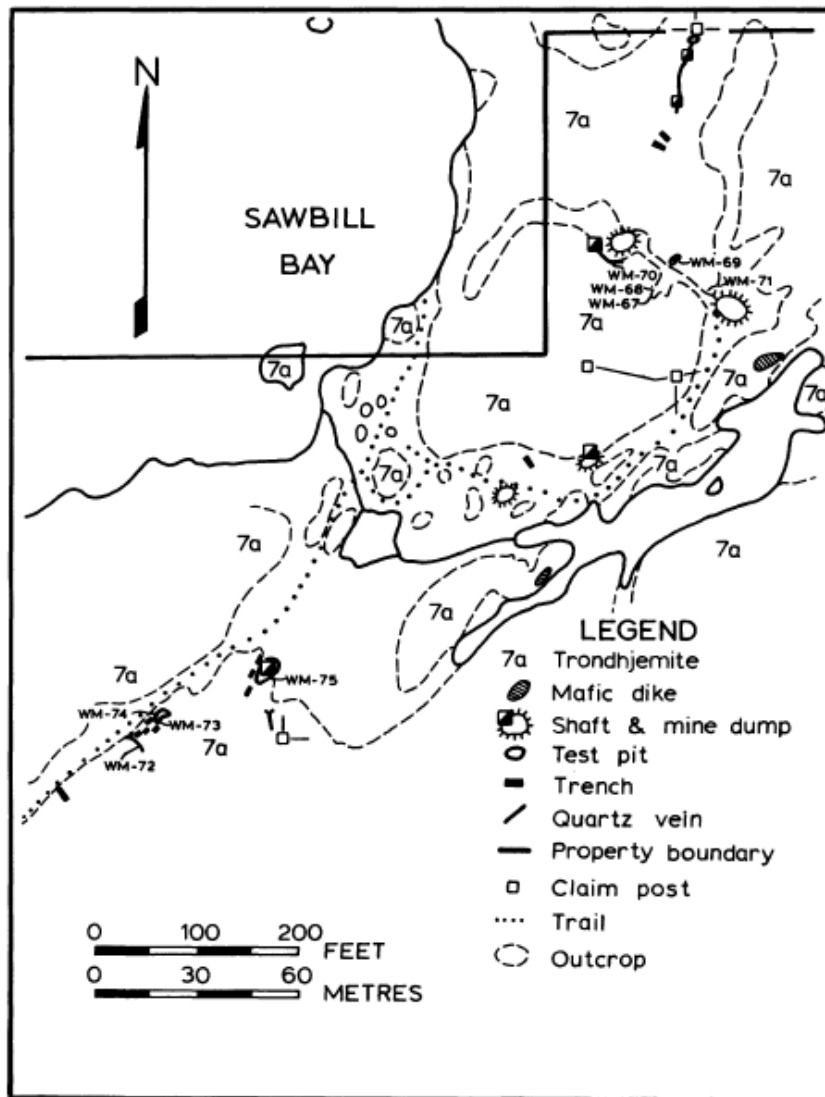 N
SAWBILL
BAY
7a
7a
WM-69
WM-70
WM-71
WM-68
WM-67
7a
7a
7a
7a
7a
7a
7a
7a
7a
7a
7a
LEGEND
7a Trondhjemite
Mafic dike
Shaft & mine dump
Test pit
Trench
Quartz vein
Property boundary
Claim post
Trail
Outcrop
7a
WM-75
WM-74
WM-73
7a
WM-72
0 100 200
FEET
0 30 60
METRES